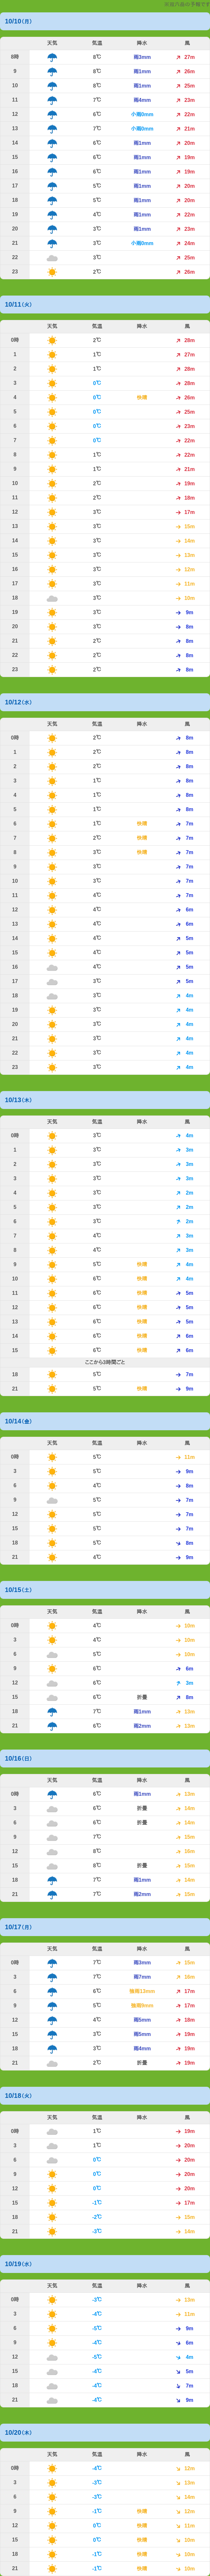 10/10(月)
天気 気温 降水 風
8時 8℃ 雨3mm 27m
9 8℃ 雨1mm 26m
10 8℃ 雨1mm 25m
11 7℃ 雨4mm 23m
12 6℃ 小雨0mm 22m
13 7℃ 小雨0mm 21m
14 6℃ 雨1mm 20m
15 6℃ 雨1mm 19m
16 6℃ 雨1mm 19m
17 5℃ 雨1mm 20m
18 5℃ 雨1mm 20m
19 4℃ 雨1mm 22m
20 3℃ 雨1mm 23m
21 3℃ 小雨0mm 24m
22 3℃ 25m
23 2℃ 26m
10/11(火)
天気 気温 降水 風
0時 2℃ 28m
1 1℃ 27m
2 1℃ 28m
3 0℃ 28m
4 0℃ 快晴 26m
5 0℃ 25m
6 0℃ 23m
7 0℃ 22m
8 1℃ 22m
9 1℃ 21m
10 2℃ 19m
11 2℃ 18m
12 3℃ 17m
13 3℃ 15m
14 3℃ 14m
15 3℃ 13m
16 3℃ 12m
17 3℃ 11m
18 3℃ 10m
19 3℃ 9m
20 3℃ 8m
21 2℃ 8m
22 2℃ 8m
23 2℃ 8m
10/12(水)
天気 気温 降水 風
0時 2℃ 8m
1 2℃ 8m
2 2℃ 8m
3 1℃ 8m
4 1℃ 8m
5 1℃ 8m
6 1℃ 快晴 7m
7 2℃ 快晴 7m
8 3℃ 快晴 7m
9 3℃ 7m
10 3℃ 7m
11 4℃ 7m
12 4℃ 6m
13 4℃ 6m
14 4℃ 5m
15 4℃ 5m
16 4℃ 5m
17 3℃ 5m
18 3℃ 4m
19 3℃ 4m
20 3℃ 4m
21 3℃ 4m
22 3℃ 4m
23 3℃ 4m
10/13(木)
天気 気温 降水 風
0時 3℃ 4m
1 3℃ 3m
2 3℃ 3m
3 3℃ 3m
4 3℃ 2m
5 3℃ 2m
6 3℃ 2m
7 4℃ 3m
8 4℃ 3m
9 5℃ 快晴 4m
10 6℃ 快晴 4m
11 6℃ 快晴 5m
12 6℃ 快晴 5m
13 6℃ 快晴 5m
14 6℃ 快晴 6m
15 6℃ 快晴 6m
ここから3時間ごと
18 5℃ 快晴 7m
21 5℃ 快晴 9m
10/14(金)
天気 気温 降水 風
0時 5℃ 11m
3 5℃ 9m
6 4℃ 8m
9 5℃ 7m
12 5℃ 7m
15 5℃ 7m
18 5℃ 8m
21 4℃ 9m
10/15(土)
天気 気温 降水 風
0時 4℃ 10m
3 4℃ 10m
6 5℃ 10m
9 6℃ 6m
12 6℃ 3m
15 6℃ 折畳 8m
18 7℃ 雨1mm 13m
21 6℃ 雨2mm 13m
10/16(日)
天気 気温 降水 風
0時 6℃ 雨1mm 13m
3 6℃ 折畳 14m
6 6℃ 折畳 14m
9 7℃ 15m
12 8℃ 16m
15 8℃ 折畳 15m
18 7℃ 雨1mm 14m
21 7℃ 雨2mm 15m
10/17(月)
天気 気温 降水 風
0時 7℃ 雨3mm 15m
3 7℃ 雨7mm 16m
6 6℃ 強雨13mm 17m
9 5℃ 強雨8mm 17m
12 4℃ 雨5mm 18m
15 3℃ 雨5mm 19m
18 3℃ 雨4mm 19m
21 2℃ 折畳 19m
10/18(火)
天気 気温 降水 風
0時 1℃ 19m
3 1℃ 20m
6 0℃ 20m
9 0℃ 20m
12 0℃ 20m
15 -1℃ 17m
18 -2℃ 15m
21 -3℃ 14m
10/19(水)
天気 気温 降水 風
0時 -3℃ 13m
3 -4℃ 11m
6 -5℃ 9m
9 -4℃ 6m
12 -5℃ 4m
15 -4℃ 5m
18 -4℃ 7m
21 -4℃ 9m
10/20(木)
天気 気温 降水 風
0時 -4℃ 12m
3 -3℃ 13m
6 -3℃ 14m
9 -1℃ 快晴 12m
12 0℃ 快晴 11m
15 0℃ 快晴 10m
18 -1℃ 快晴 10m
21 -1℃ 快晴 10m